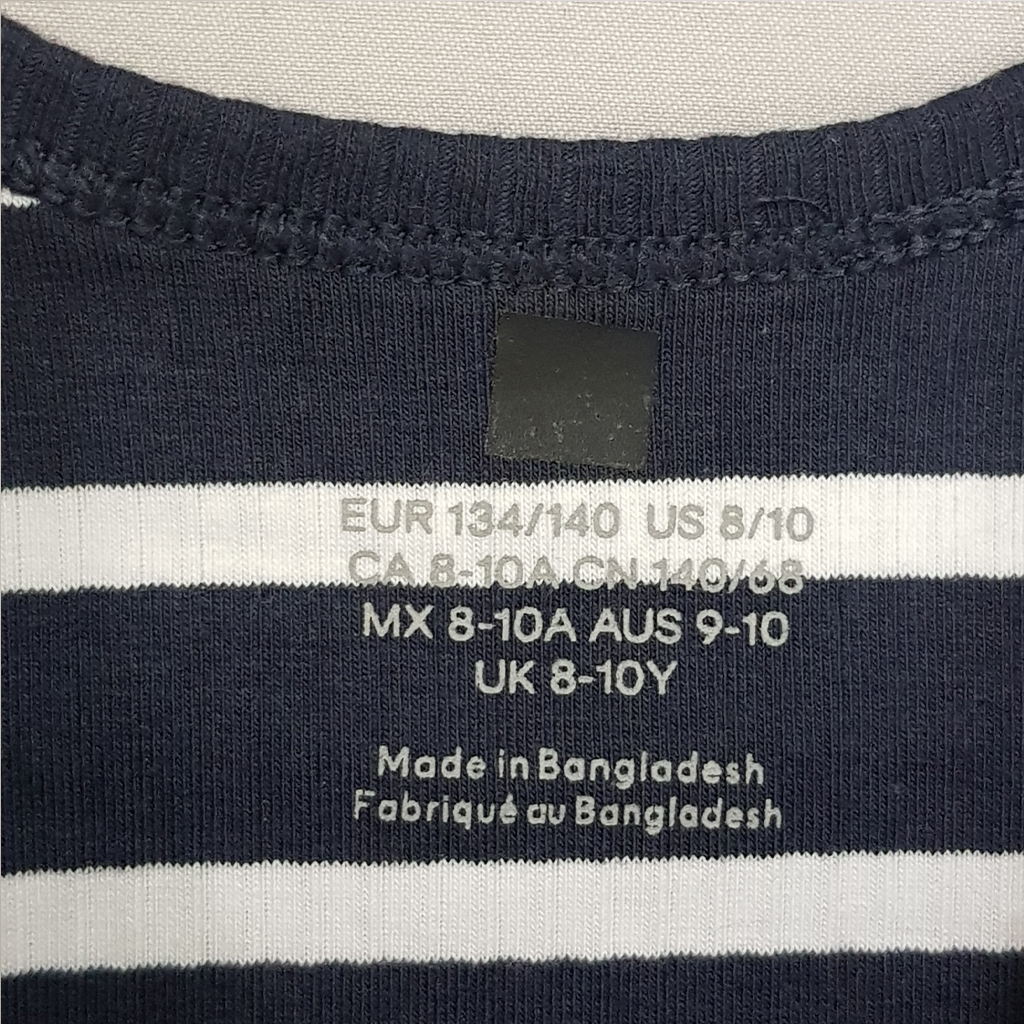 EUR 134/140 US 8/10
CA 8-10A CN 140/68
MX 8-10A AUS 9-10
UK 8-10Y
Made in Bangladesh
Fabriqué au Bangladesh